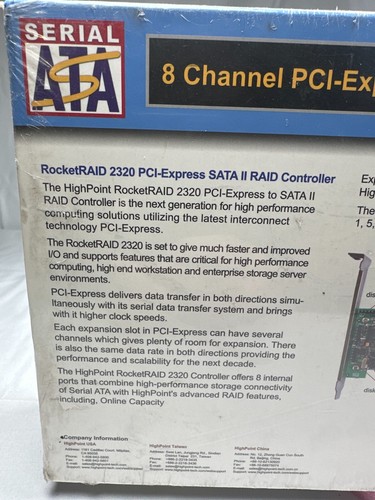 SERIAL
ATA
8 Channel PCI-Exp
RocketRAID 2320 PCI-Express SATA II RAID Controller
Exp
The HighPoint RocketRAID 2320 PCI-Express to SATA II
Hig
RAID Controller is the next generation for high performance
The
computing solutions utilizing the latest interconnect
1, 5,
technology PCI-Express.
The RocketRAID 2320 is set to give much faster and improved
I/O and supports features that are critical for high performance
computing, high end workstation and enterprise storage server
environments.
PCI-Express delivers data transfer in both directions simu-
dis
ltaneously with its serial data transfer system and brings
with it higher clock speeds.
Each expansion slot in PCI-Express can have several
channels which gives plenty of room for expansion. There
is also the same data rate in both directions providing the
performance and scalability for the next decade.
The HighPoint RocketRAID 2320 Controller offers 8 internal
ports that combine high-performance storage connectivity
of Serial ATA with HighPoint's advanced RAID features,
including, Online Capacity
Company Information
HighPoint USA
HighPoint Taiwan
HighPoint China
Address
Phone
Fax
E-mail
Website